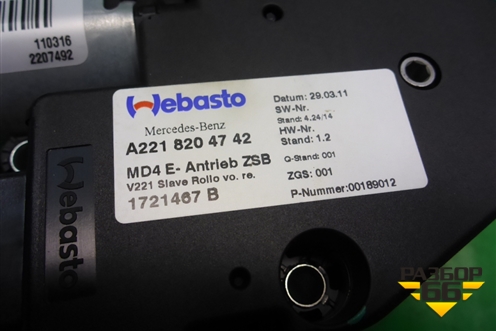 110316
2207492
Webasto
Mercedes-Benz
A221 820 47 42
MD4 E- Antrieb ZSB
V221 Slave Rollo vo. re.
1721467 B
Datum: 29.03.11
SW-Nr.
Stand: 4.24/14
HW-Nr.
Stand: 1.2
Q-Stand: 001
ZGS: 001
P-Nummer:00189012
Webasto
РАЗБОР
66